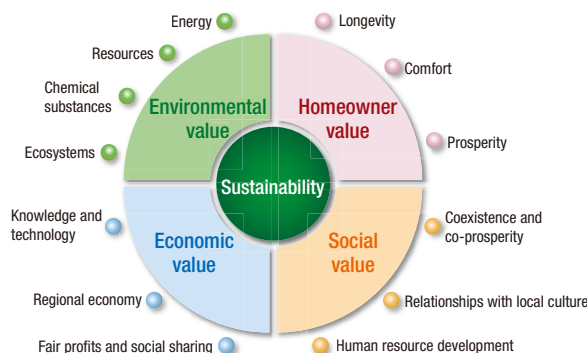 Energy
Longevity
Resources
Comfort
Chemical
substances
Environmental
value
Homeowner
value
Ecosystems
Prosperity
Sustainability
Knowledge and
technology
Economic
value
Social
value
Coexistence and
co-prosperity
Regional economy
Relationships with local culture
Fair profits and social sharing
Human resource development